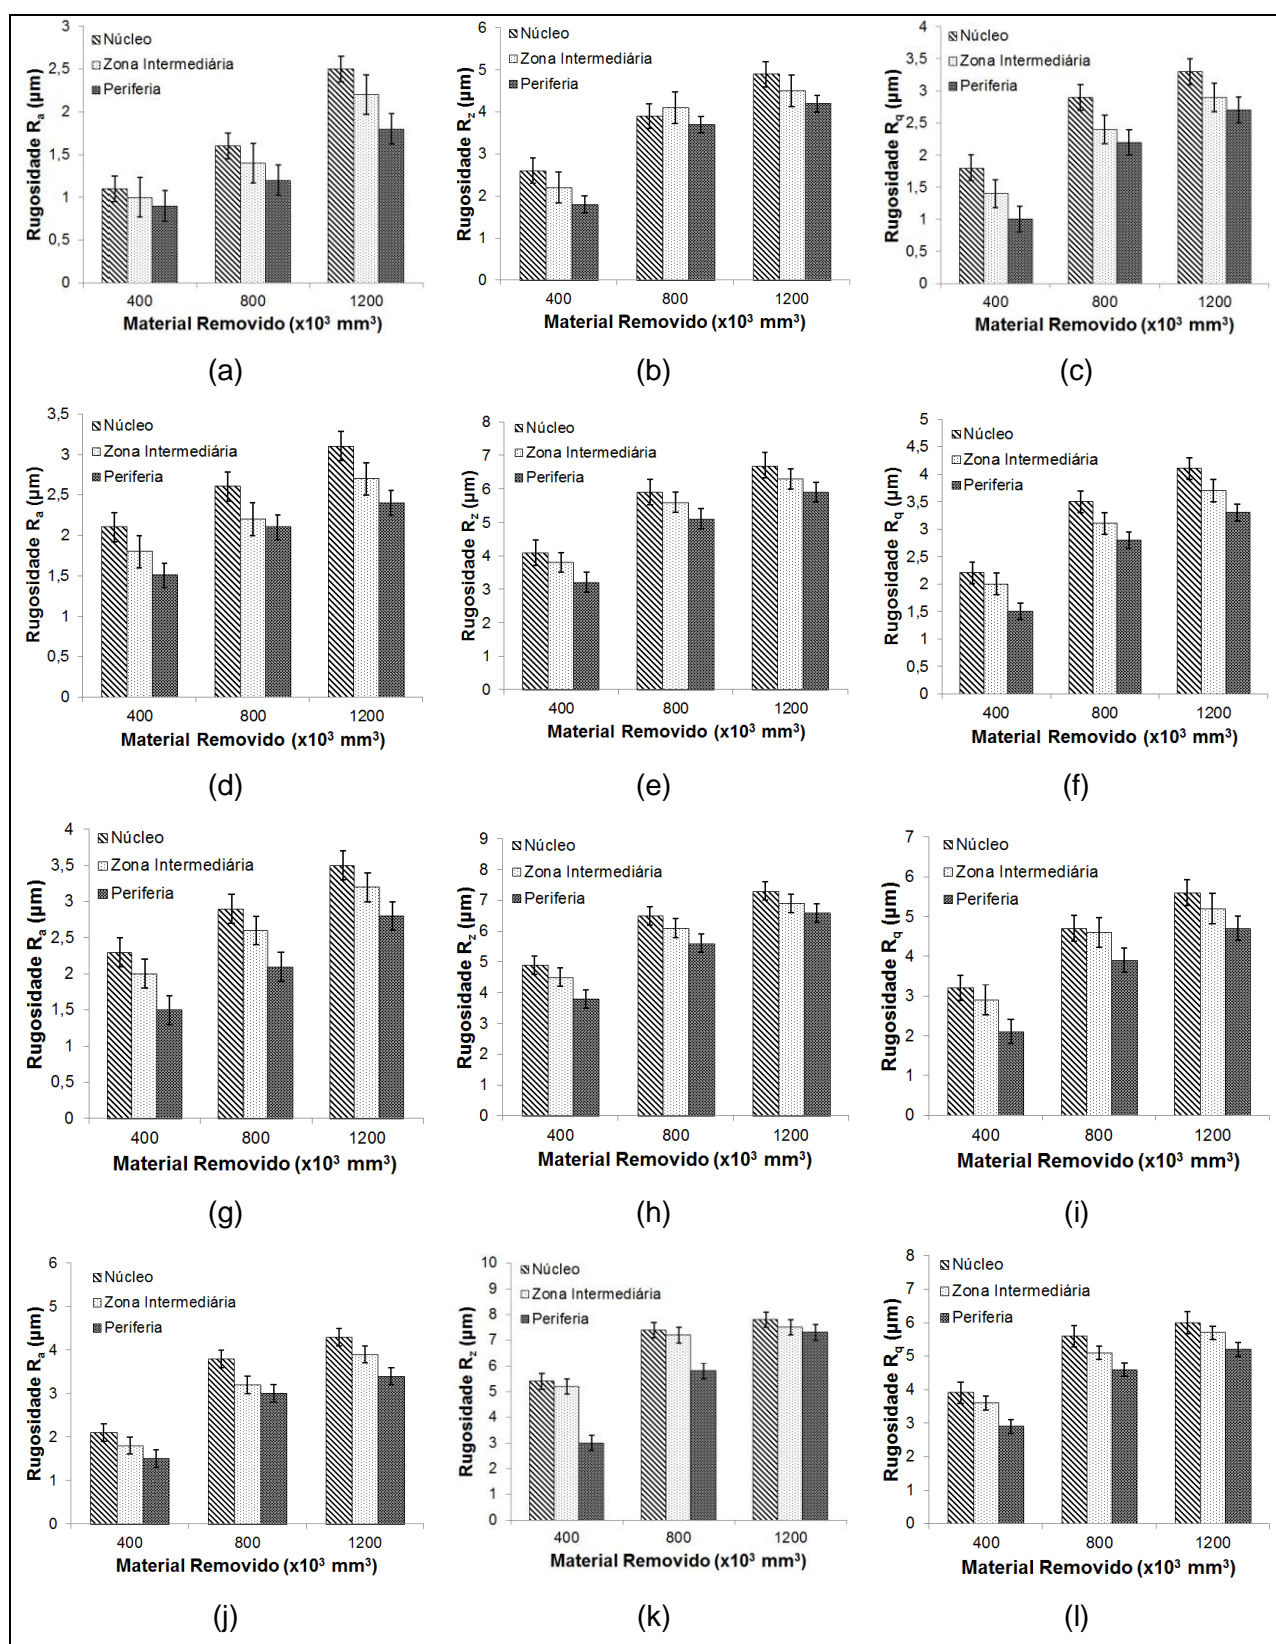 3
2,5
2
1,5
1
0,5
0
Rugosidade Ra (µm)
Núcleo
Zona Intermediária
Periferia
400 800 1200
Material Removido (x10³ mm³)
(a)
6
5
4
3
2
1
0
Rugosidade Rz (µm)
Núcleo
Zona Intermediária
Periferia
400 800 1200
Material Removido (x10³ mm³)
(b)
4
3,5
3
2,5
2
1,5
1
0,5
0
Rugosidade Rq (µm)
Núcleo
Zona Intermediária
Periferia
400 800 1200
Material Removido (x10³ mm³)
(c)
3,5
3
2,5
2
1,5
1
0,5
0
Rugosidade Ra (µm)
Núcleo
Zona Intermediária
Periferia
400 800 1200
Material Removido (x10³ mm³)
(d)
8
7
6
5
4
3
2
1
0
Rugosidade Rz (µm)
Núcleo
Zona Intermediária
Periferia
400 800 1200
Material Removido (x10³ mm³)
(e)
5
4,5
4
3,5
3
2,5
2
1,5
1
0,5
0
Rugosidade Rq (µm)
Núcleo
Zona Intermediária
Periferia
400 800 1200
Material Removido (x10³ mm³)
(f)
4
3,5
3
2,5
2
1,5
1
0,5
0
Rugosidade Ra (µm)
Núcleo
Zona Intermediária
Periferia
400 800 1200
Material Removido (x10³ mm³)
(g)
9
8
7
6
5
4
3
2
1
0
Rugosidade Rz (µm)
Núcleo
Zona Intermediária
Periferia
400 800 1200
Material Removido (x10³ mm³)
(h)
7
6
5
4
3
2
1
0
Rugosidade Rq (µm)
Núcleo
Zona Intermediária
Periferia
400 800 1200
Material Removido (x10³ mm³)
(i)
6
5
4
3
2
1
0
Rugosidade Ra (µm)
Núcleo
Zona Intermediária
Periferia
400 800 1200
Material Removido (x10³ mm³)
(j)
10
9
8
7
6
5
4
3
2
1
0
Rugosidade Rz (µm)
Núcleo
Zona Intermediária
Periferia
400 800 1200
Material Removido (x10³ mm³)
(k)
8
7
6
5
4
3
2
1
0
Rugosidade Rq (µm)
Núcleo
Zona Intermediária
Periferia
400 800 1200
Material Removido (x10³ mm³)
(l)